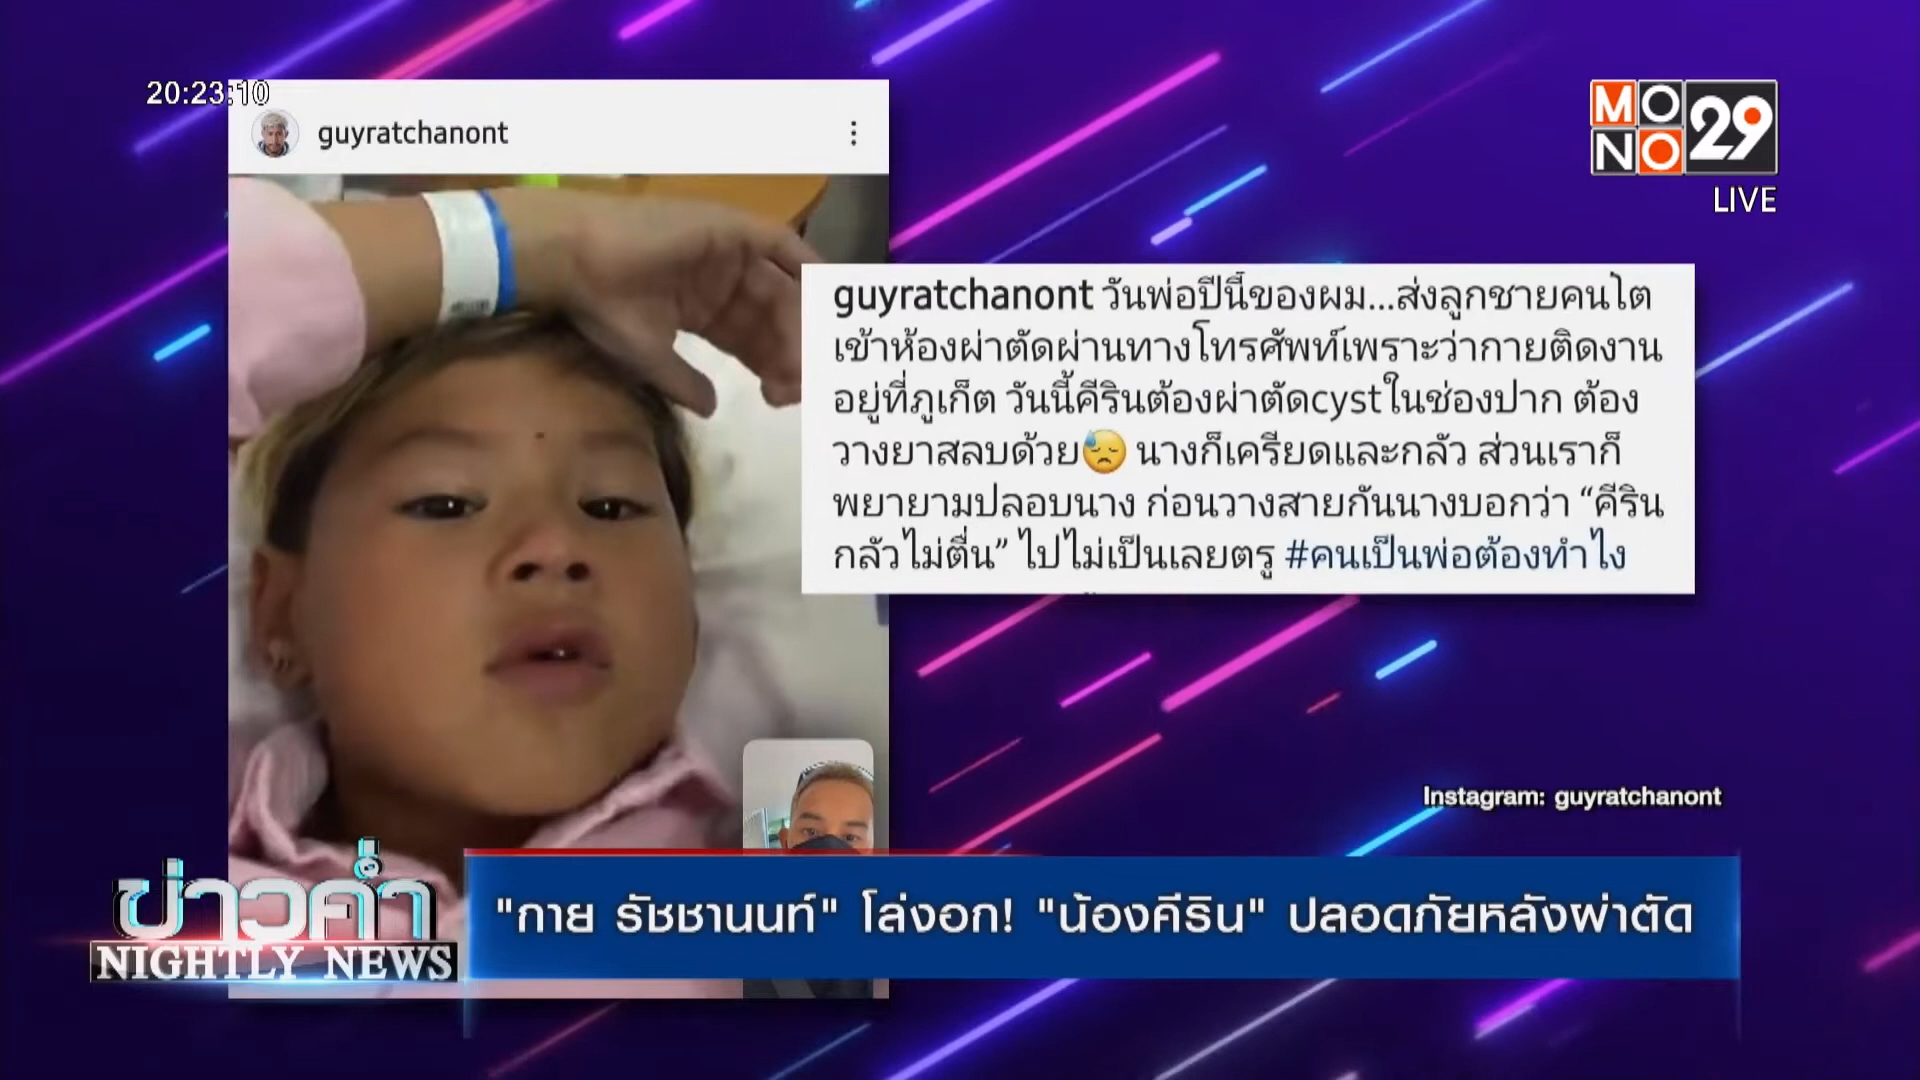 20:23:10
guyratchanont
MONO 29
LIVE
guyratchanont วันพ่อปีนี้ของผม...ส่งลูกชายคนโต
เข้าห้องผ่าตัดผ่านทางโทรศัพท์เพราะว่ากายติดงาน
อยู่ที่ภูเก็ต วันนี้คีรินต้องผ่าตัดcystในช่องปาก ต้อง
วางยาสลบด้วย😓 นางก็เครียดและกลัว ส่วนเราก็
พยายามปลอบนาง ก่อนวางสายกันนางบอกว่า “คีริน
กลัวไม่ตื่น” ไปไม่เป็นเลยตรู #คนเป็นพ่อต้องทำไง
Instagram: guyratchanont
ข่าวค่ำ
NIGHTLY NEWS
"กาย รัชชานนท์" โล่งอก! "น้องคีริน" ปลอดภัยหลังผ่าตัด